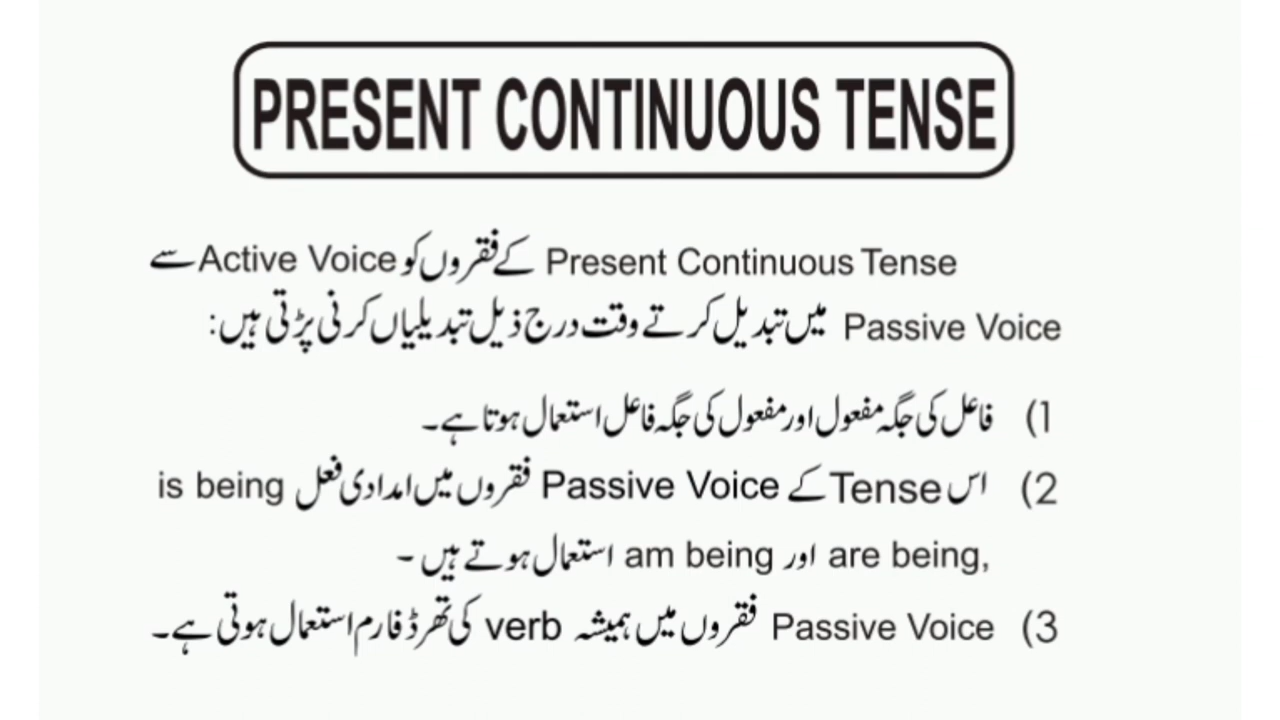 PRESENT CONTINUOUS TENSE
Present Continuous Tense کے فقروں کو Active Voice سے
Passive Voice میں تبدیل کرتے وقت درج ذیل تبدیلیاں کرنی پڑتی ہیں:
(1 فاعل کی جگہ مفعول اور مفعول کی جگہ فاعل استعمال ہوتا ہے۔
(2 اس Tense کے Passive Voice فقروں میں امدادی فعل is being
,are being اور am being استعمال ہوتے ہیں۔
(3 Passive Voice فقروں میں ہمیشہ verb کی تھرڈ فارم استعمال ہوتی ہے۔